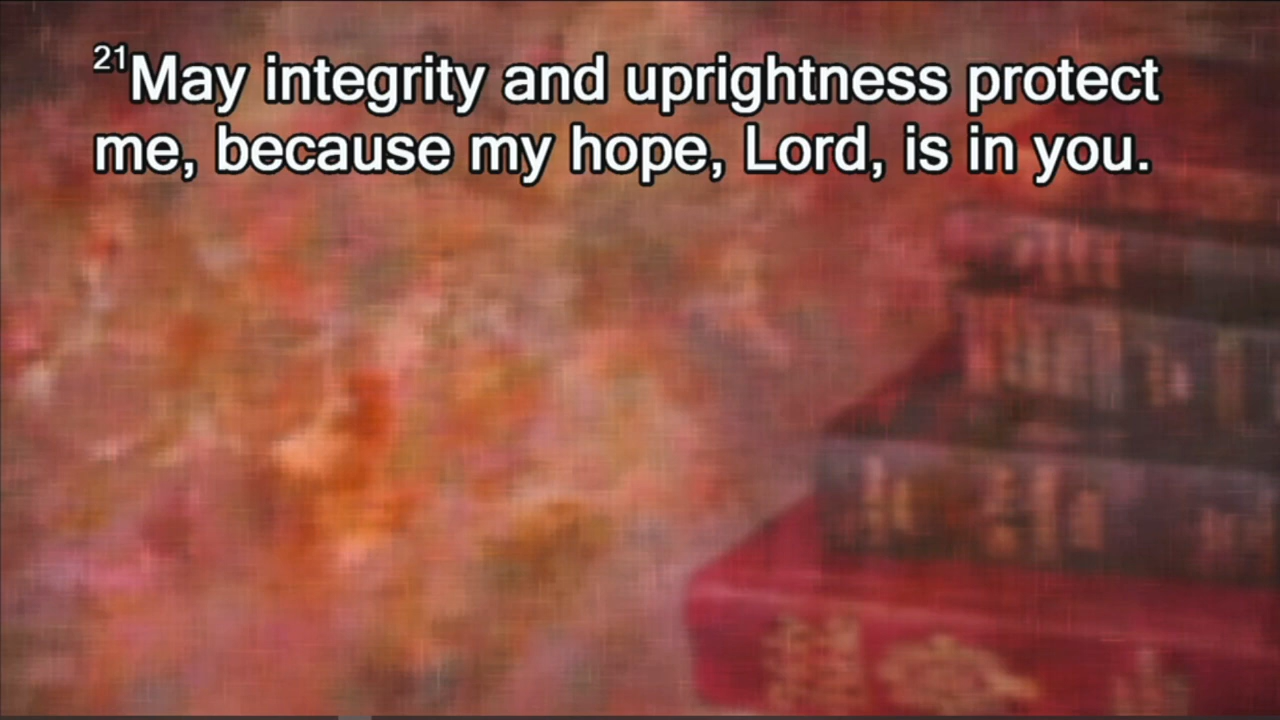 21May integrity and uprightness protect
me, because my hope, Lord, is in you.